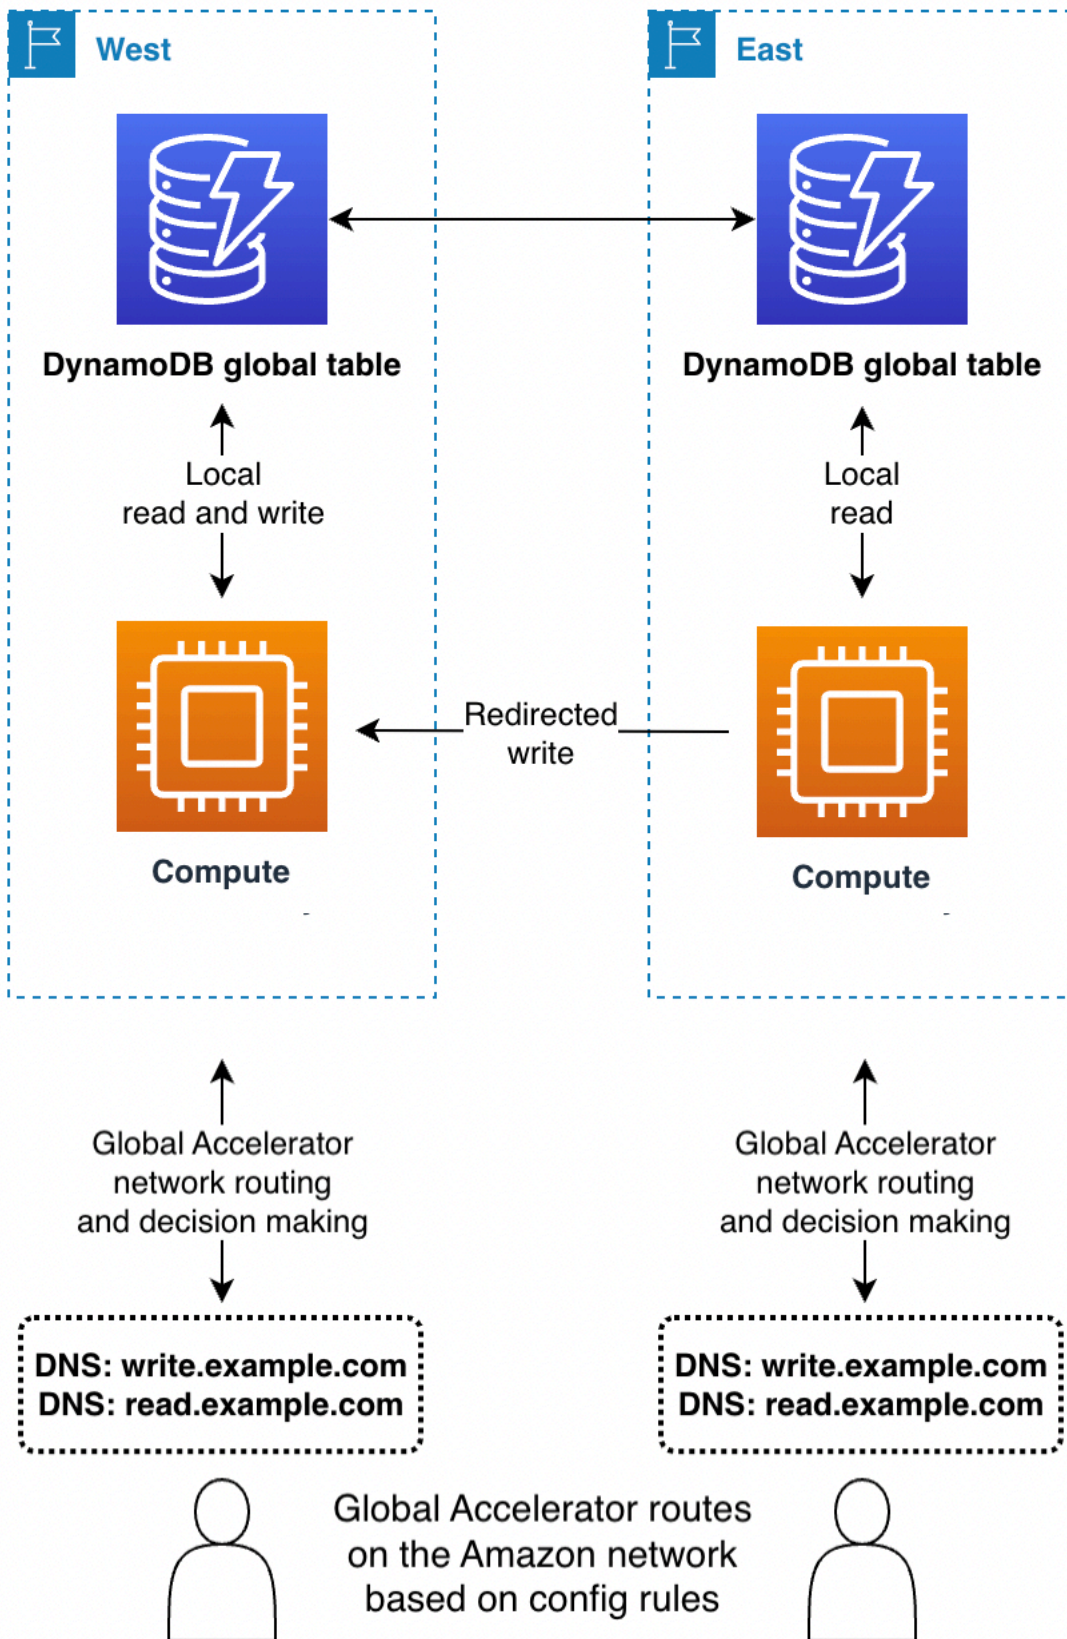 West
East
DynamoDB global table
DynamoDB global table
Local
read and write
Local
read
Redirected
write
Compute
Compute
Global Accelerator
network routing
and decision making
Global Accelerator
network routing
and decision making
DNS: write.example.com
DNS: read.example.com
DNS: write.example.com
DNS: read.example.com
Global Accelerator routes
on the Amazon network
based on config rules